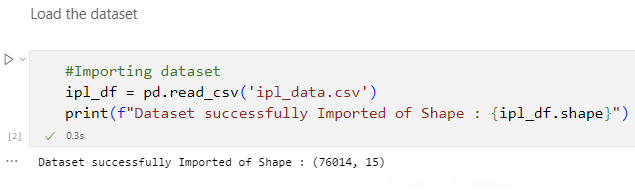 Load the dataset
#Importing dataset
ipl_df = pd.read_csv('ipl_data.csv')
print(f"Dataset successfully Imported of Shape : {ipl_df.shape}")
[2]
0.3s
Dataset successfully Imported of Shape : (76014, 15)